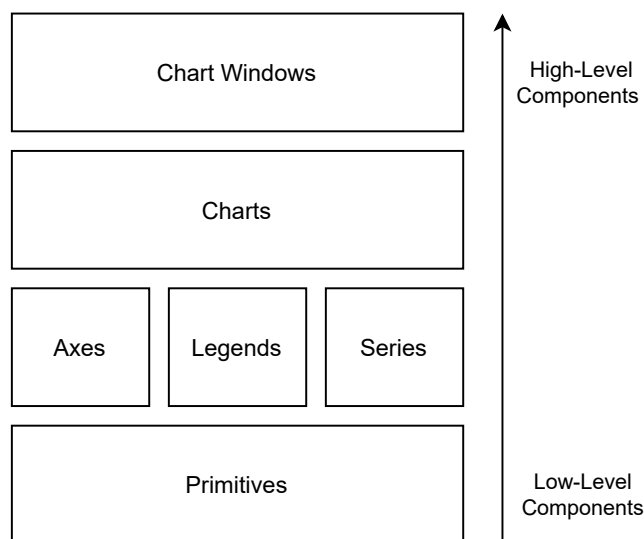 Chart Windows
High-Level
Components
Charts
Axes
Legends
Series
Primitives
Low-Level
Components